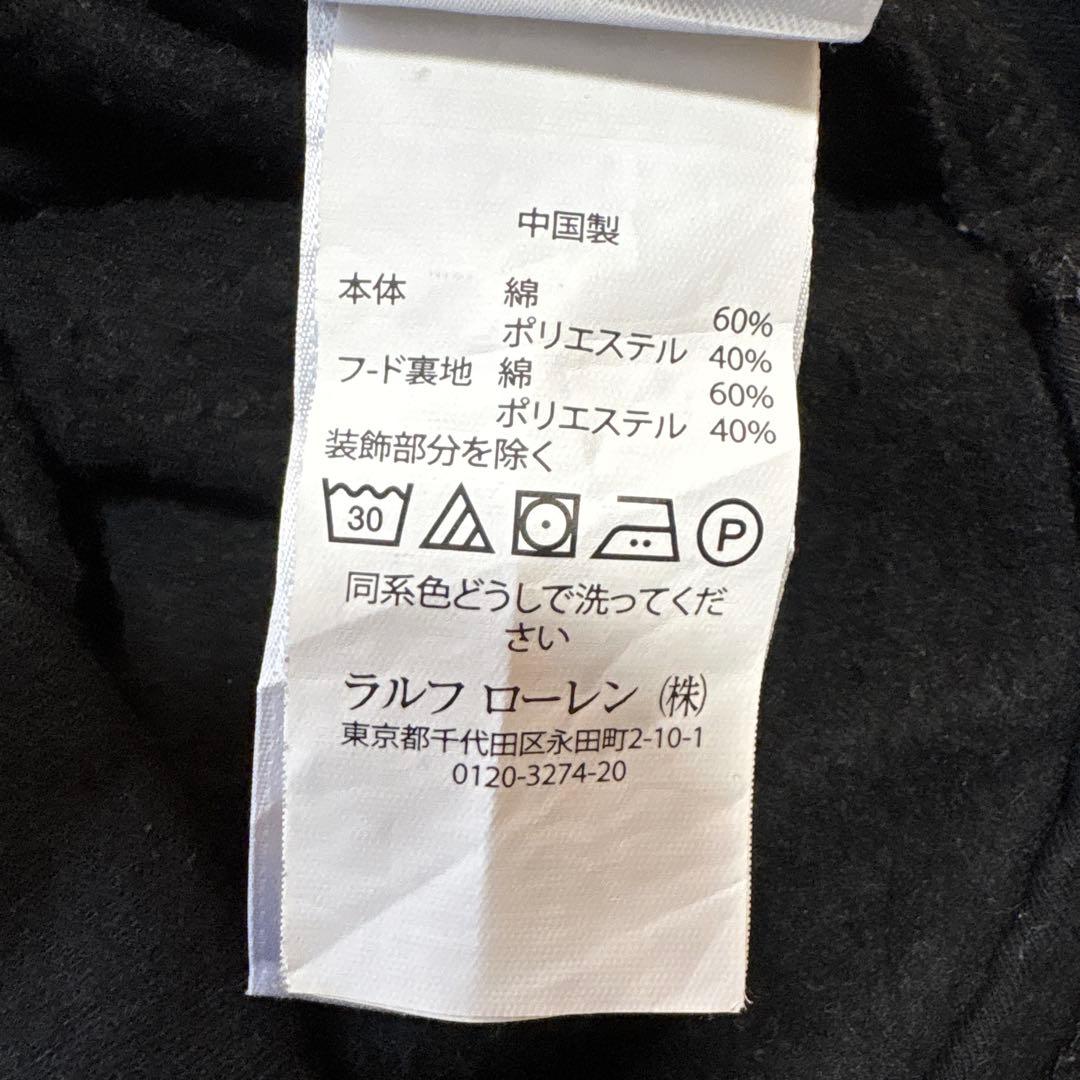 中国製
本体 綿 60%
ポリエステル 40%
フ-ド裏地 綿 60%
ポリエステル 40%
装飾部分を除く
30 P
同系色どうしで洗ってくだ
さい
ラルフ ローレン (株)
東京都千代田区永田町2-10-1
0120-3274-20